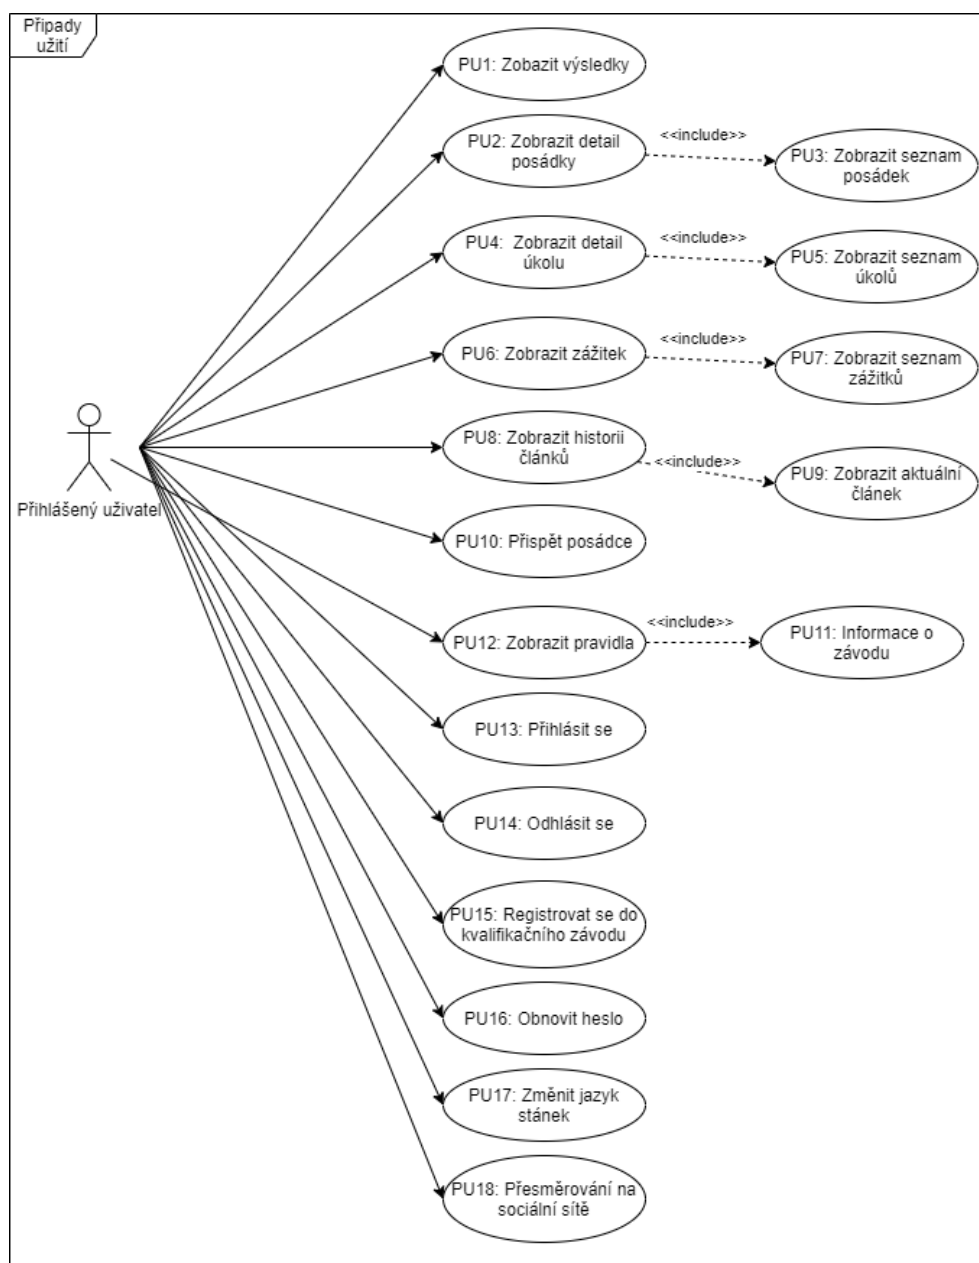 Připady
užití
PU1: Zobazit výsledky
PU2: Zobrazit detail
posádky
<<include>>
PU3: Zobrazit seznam
posádek
PU4: Zobrazit detail
úkolu
<<include>>
PU5: Zobrazit seznam
úkolů
PU6: Zobrazit zážitek
<<include>>
PU7: Zobrazit seznam
zážitků
PU8: Zobrazit historii
článků
<<include>>
PU9: Zobrazit aktuální
článek
Přihlášený uživatel
PU10: Přispět posádce
PU12: Zobrazit pravidla
<<include>>
PU11: Informace o
závodu
PU13: Přihlásit se
PU14: Odhlásit se
PU15: Registrovat se do
kvalifikačního závodu
PU16: Obnovit heslo
PU17: Změnit jazyk
stánek
PU18: Přesměrování na
sociální sítě